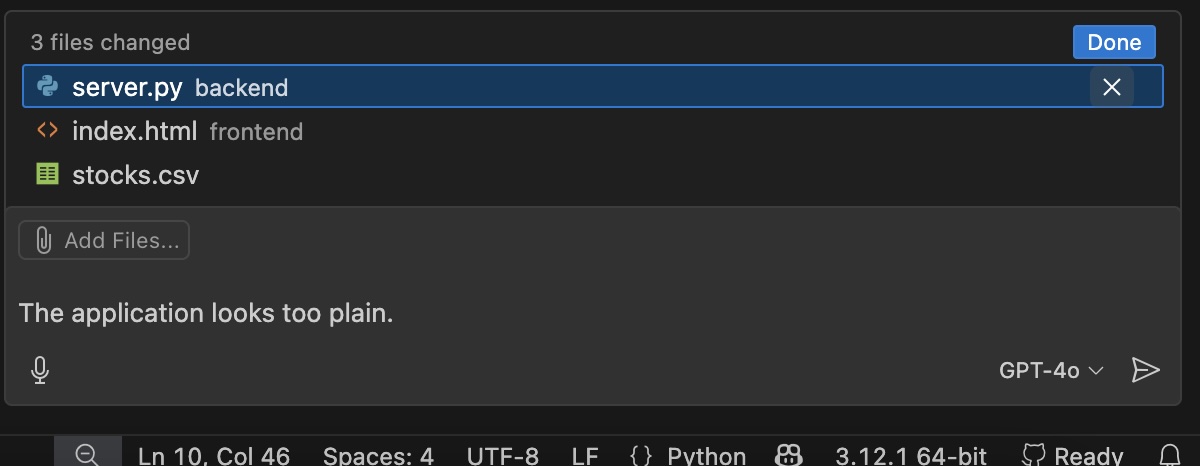 3 files changed
Done
server.py backend
index.html frontend
stocks.csv
Add Files...
The application looks too plain.
GPT-4o
Ln 10, Col 46 Spaces: 4 UTF-8 LF {} Python 3.12.1 64-bit Ready